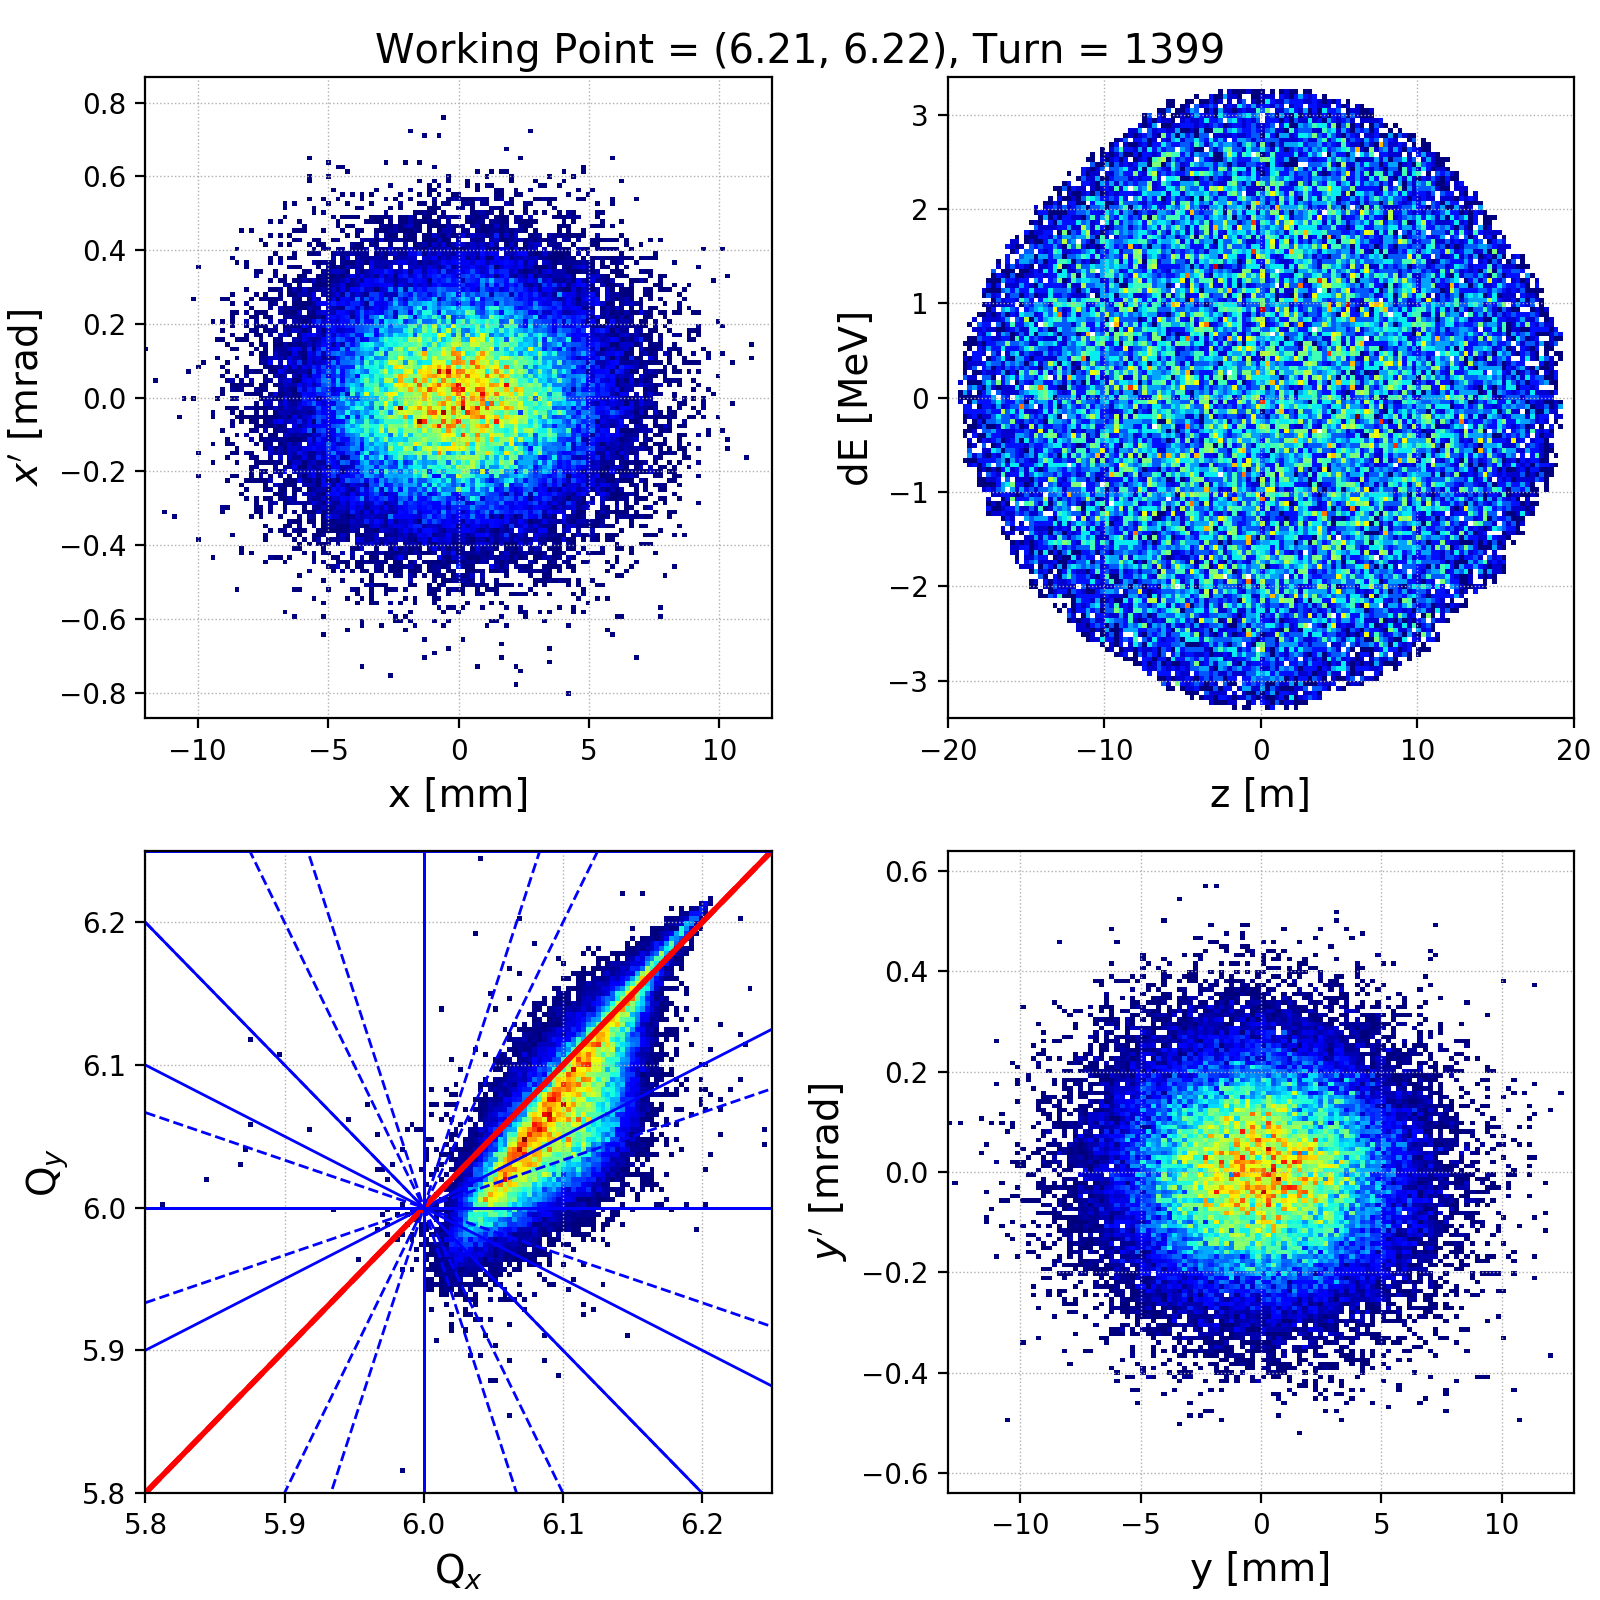 Working Point = (6.21, 6.22), Turn = 1399
0.8
0.6
0.4
0.2
0.0
−0.2
−0.4
−0.6
−0.8
x′ [mrad]
−10 −5 0 5 10
x [mm]
3
2
1
0
−1
−2
−3
dE [MeV]
−20 −10 0 10 20
z [m]
6.2
6.1
6.0
5.9
5.8
Qy
5.8 5.9 6.0 6.1 6.2
Qx
0.6
0.4
0.2
0.0
−0.2
−0.4
−0.6
y′ [mrad]
−10 −5 0 5 10
y [mm]